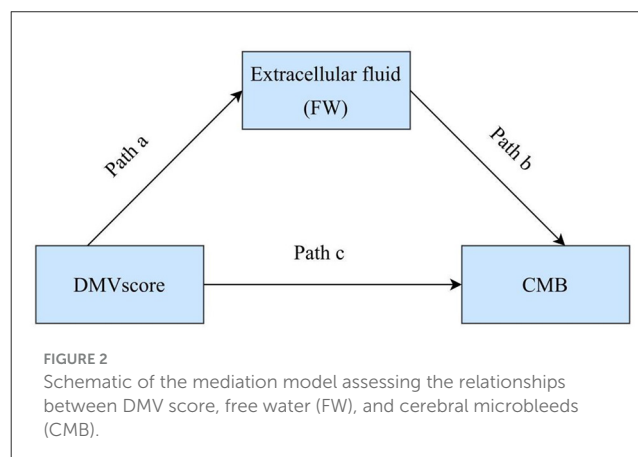 Extracellular fluid
(FW)
Path a
Path b
Path c
DMVscore
CMB
FIGURE 2
Schematic of the mediation model assessing the relationships
between DMV score, free water (FW), and cerebral microbleeds
(CMB).